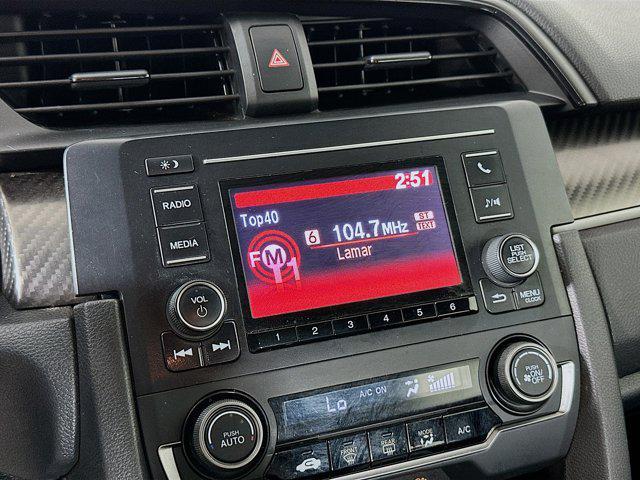 2:51
Top40
FM1
6 104.7MHz ST
TEXT
Lamar
RADIO
MEDIA
VOL
1 2 3 4 5 6
LIST
PUSH
SELECT
MENU
CLOCK
Lo A/C ON
PUSH
AUTO
FRONT
REAR
MODE
A/C
PUSH
ON/
OFF